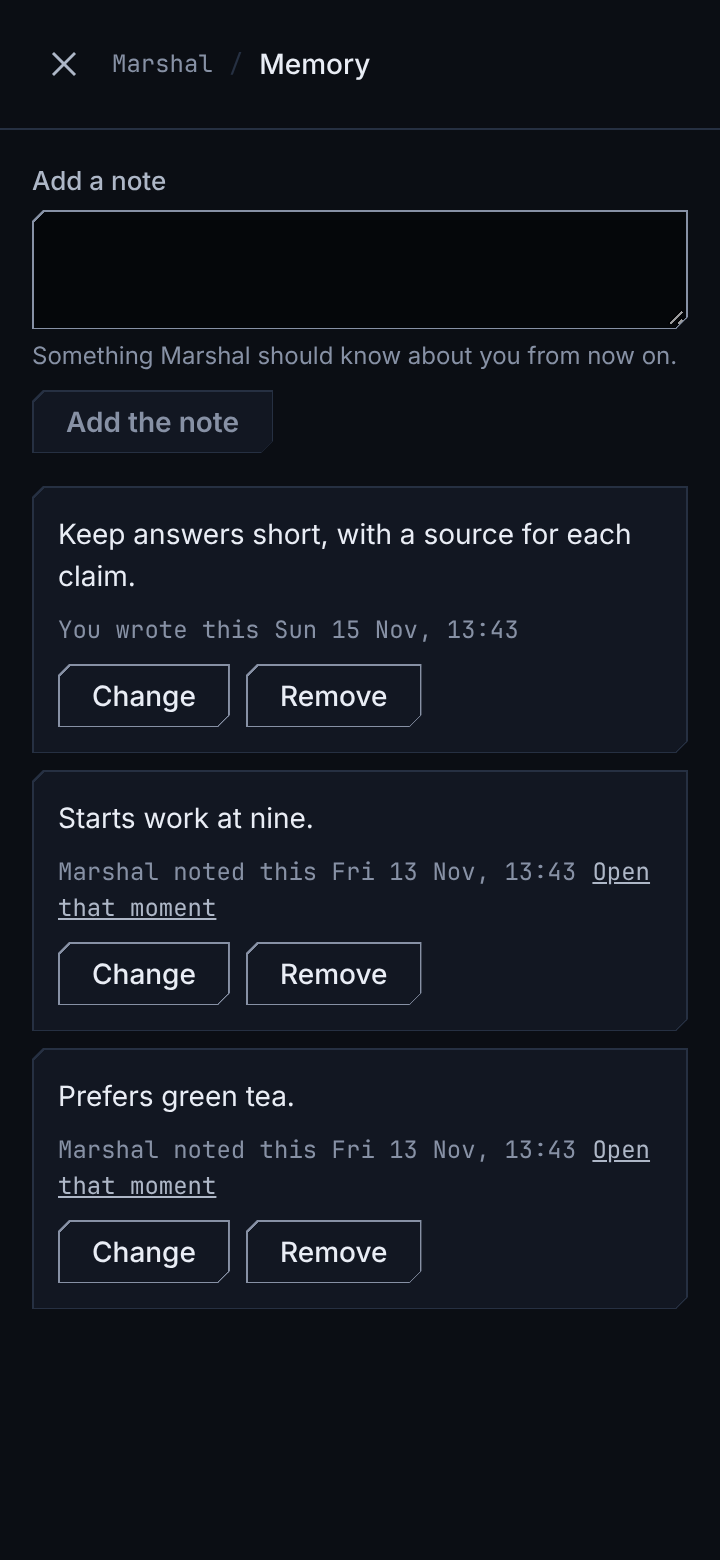 Marshal / Memory
Add a note
Something Marshal should know about you from now on.
Add the note
Keep answers short, with a source for each
claim.
You wrote this Sun 15 Nov, 13:43
Change Remove
Starts work at nine.
Marshal noted this Fri 13 Nov, 13:43 Open
that moment
Change Remove
Prefers green tea.
Marshal noted this Fri 13 Nov, 13:43 Open
that moment
Change Remove